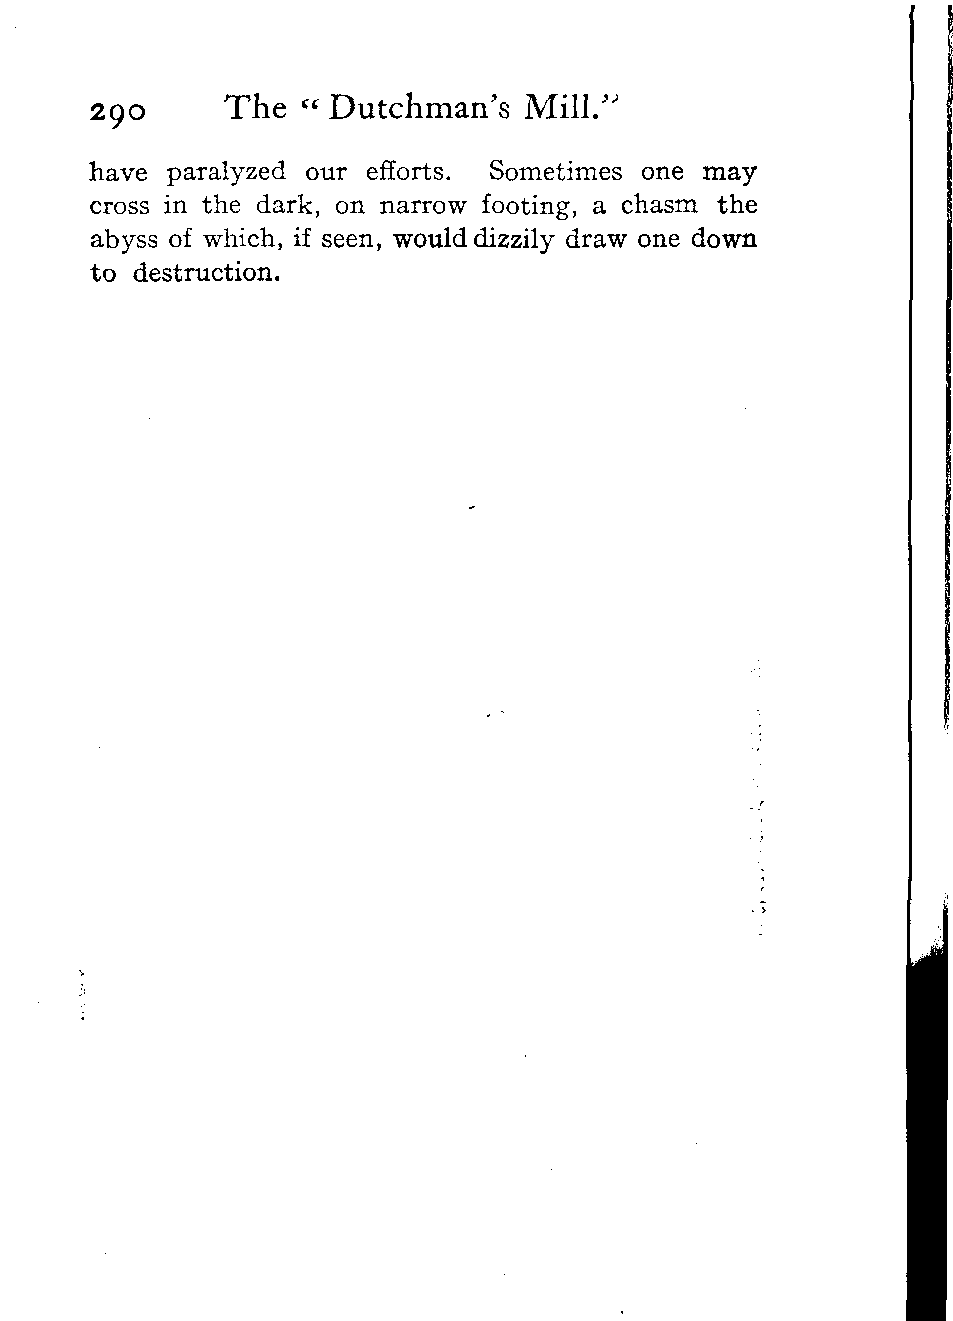 290 The “ Dutchman's Mill.”
have paralyzed our efforts. Sometimes one may
cross in the dark, on narrow footing, a chasm the
abyss of which, if seen, would dizzily draw one down
to destruction.